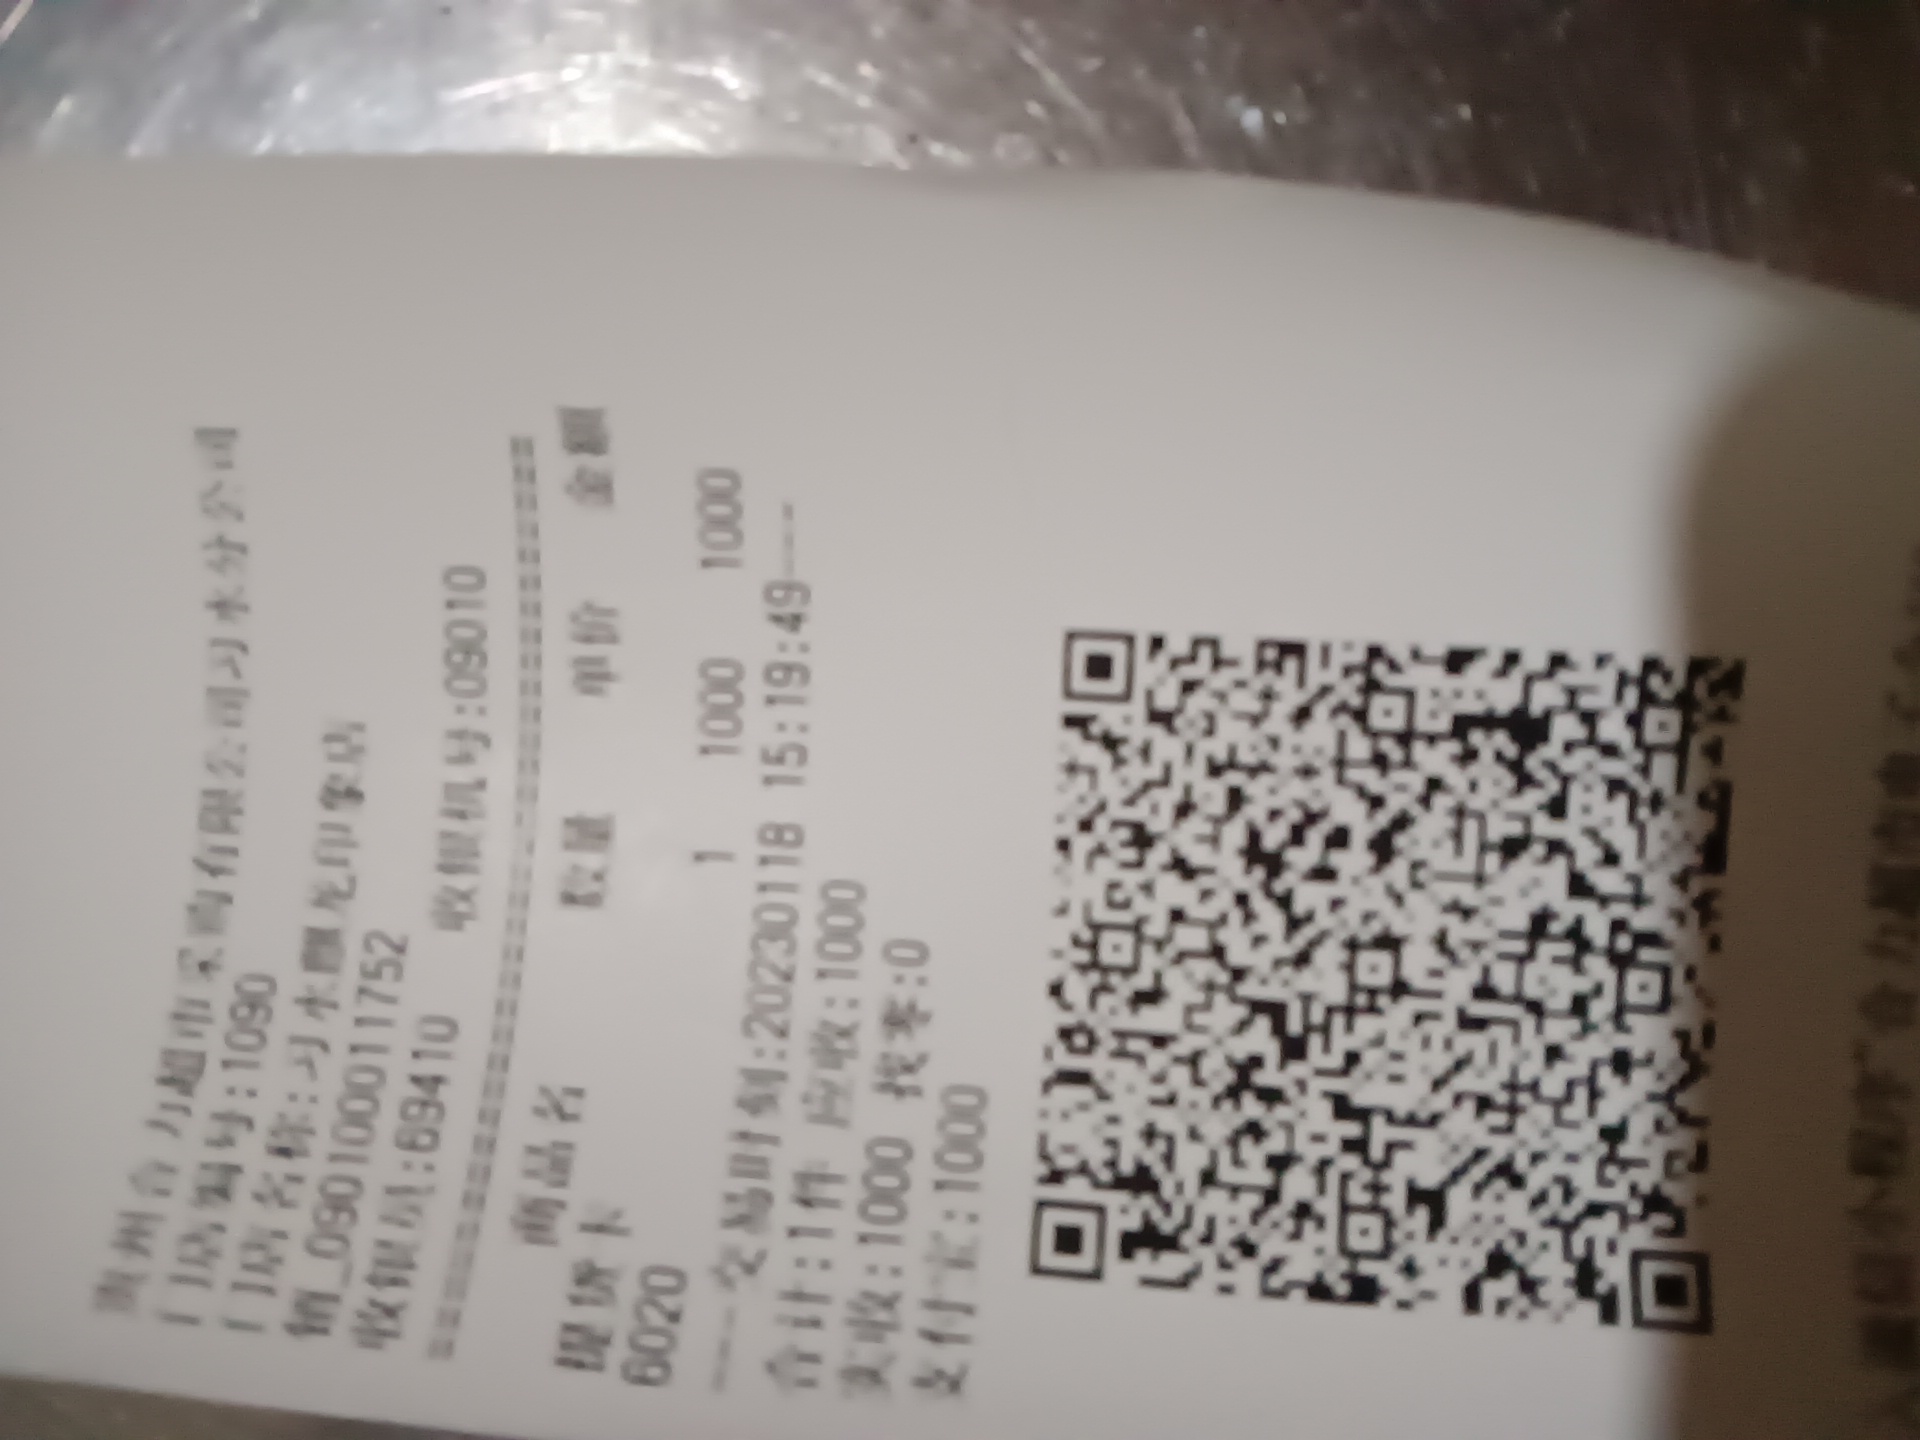 贵州合力超市采购有限公司习水分公司
门店编号:1090
门店名称:习水麒龙印象店
销_0901000117752
收银员:69410 收银机号:09010
==========================================
商品名 数量 单价 金额
提货卡
6020 1 1000 1000
----交易时刻:20230118 15:19:49----
合计:1件 应收:1000
实收:1000 找零:0
支付宝:1000